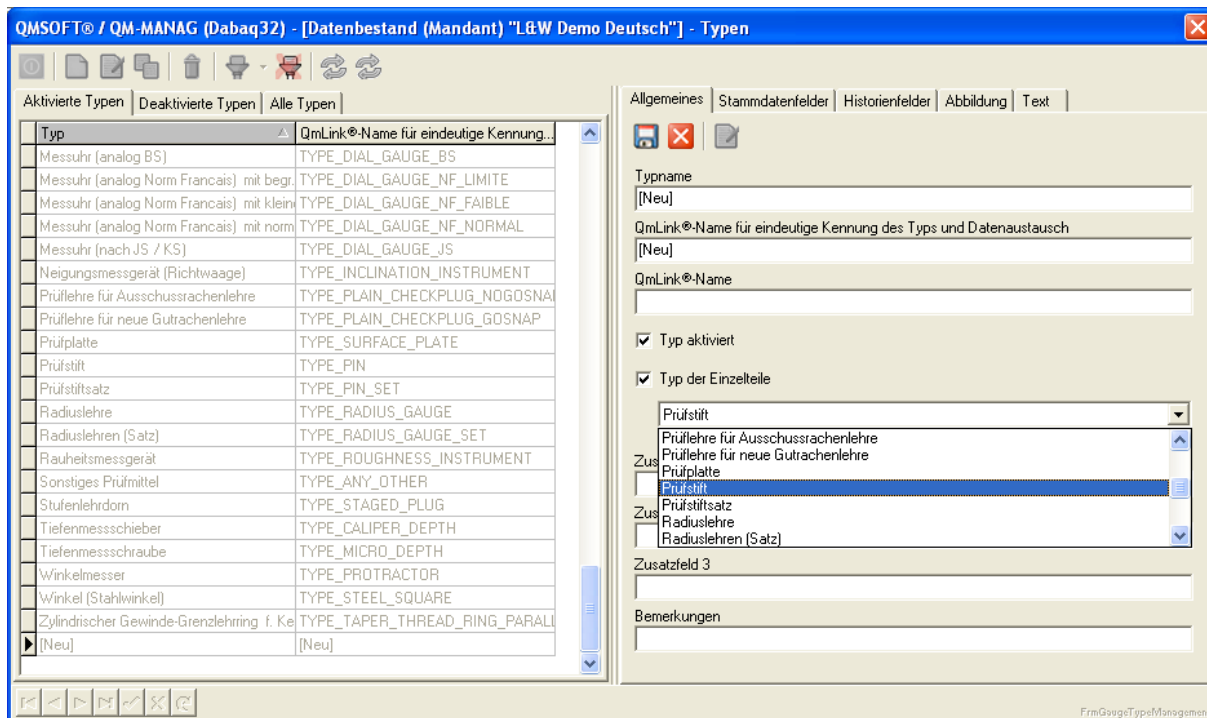 QMSOFT® / QM-MANAG (Dabaq32) - [Datenbestand (Mandant) "L&W Demo Deutsch"] - Typen
Aktivierte Typen Deaktivierte Typen Alle Typen
Typ QmLink®-Name für eindeutige Kennung...
Messuhr (analog BS) TYPE_DIAL_GAUGE_BS
Messuhr (analog Norm Francais) mit begr. TYPE_DIAL_GAUGE_NF_LIMITE
Messuhr (analog Norm Francais) mit klein TYPE_DIAL_GAUGE_NF_FAIBLE
Messuhr (analog Norm Francais) mit norm TYPE_DIAL_GAUGE_NF_NORMAL
Messuhr (nach JS / KS) TYPE_DIAL_GAUGE_JS
Neigungsmessgerät (Richtwaage) TYPE_INCLINATION_INSTRUMENT
Prüflehre für Ausschussrachenlehre TYPE_PLAIN_CHECKPLUG_NOGOSNA
Prüflehre für neue Gutrachenlehre TYPE_PLAIN_CHECKPLUG_GOSNAP
Prüfplatte TYPE_SURFACE_PLATE
Prüfstift TYPE_PIN
Prüfstiftsatz TYPE_PIN_SET
Radiuslehre TYPE_RADIUS_GAUGE
Radiuslehren (Satz) TYPE_RADIUS_GAUGE_SET
Rauheitsmessgerät TYPE_ROUGHNESS_INSTRUMENT
Sonstiges Prüfmittel TYPE_ANY_OTHER
Stufenlehrdorn TYPE_STAGED_PLUG
Tiefenmessschieber TYPE_CALIPER_DEPTH
Tiefenmessschraube TYPE_MICRO_DEPTH
Winkelmesser TYPE_PROTRACTOR
Winkel (Stahlwinkel) TYPE_STEEL_SQUARE
Zylindrischer Gewinde-Grenzlehrring f. Ke TYPE_TAPER_THREAD_RING_PARALL
[Neu] [Neu]
Allgemeines Stammdatenfelder Historienfelder Abbildung Text
Typname
[Neu]
QmLink®-Name für eindeutige Kennung des Typs und Datenaustausch
[Neu]
QmLink®-Name
Typ aktiviert
Typ der Einzelteile
Prüfstift
Prüflehre für Ausschussrachenlehre
Prüflehre für neue Gutrachenlehre
Zus
Prüfplatte
Prüfstift
Prüfstiftsatz
Zus
Radiuslehre
Radiuslehren (Satz)
Zusatzfeld 3
Bemerkungen
FrmGaugeTypeManagemen